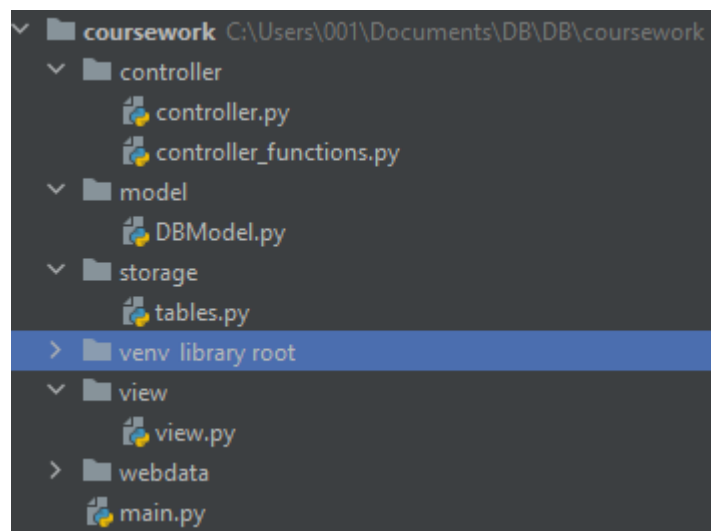 coursework C:\Users\001\Documents\DB\DB\coursework
controller
controller.py
controller_functions.py
model
DBModel.py
storage
tables.py
venv library root
view
view.py
webdata
main.py